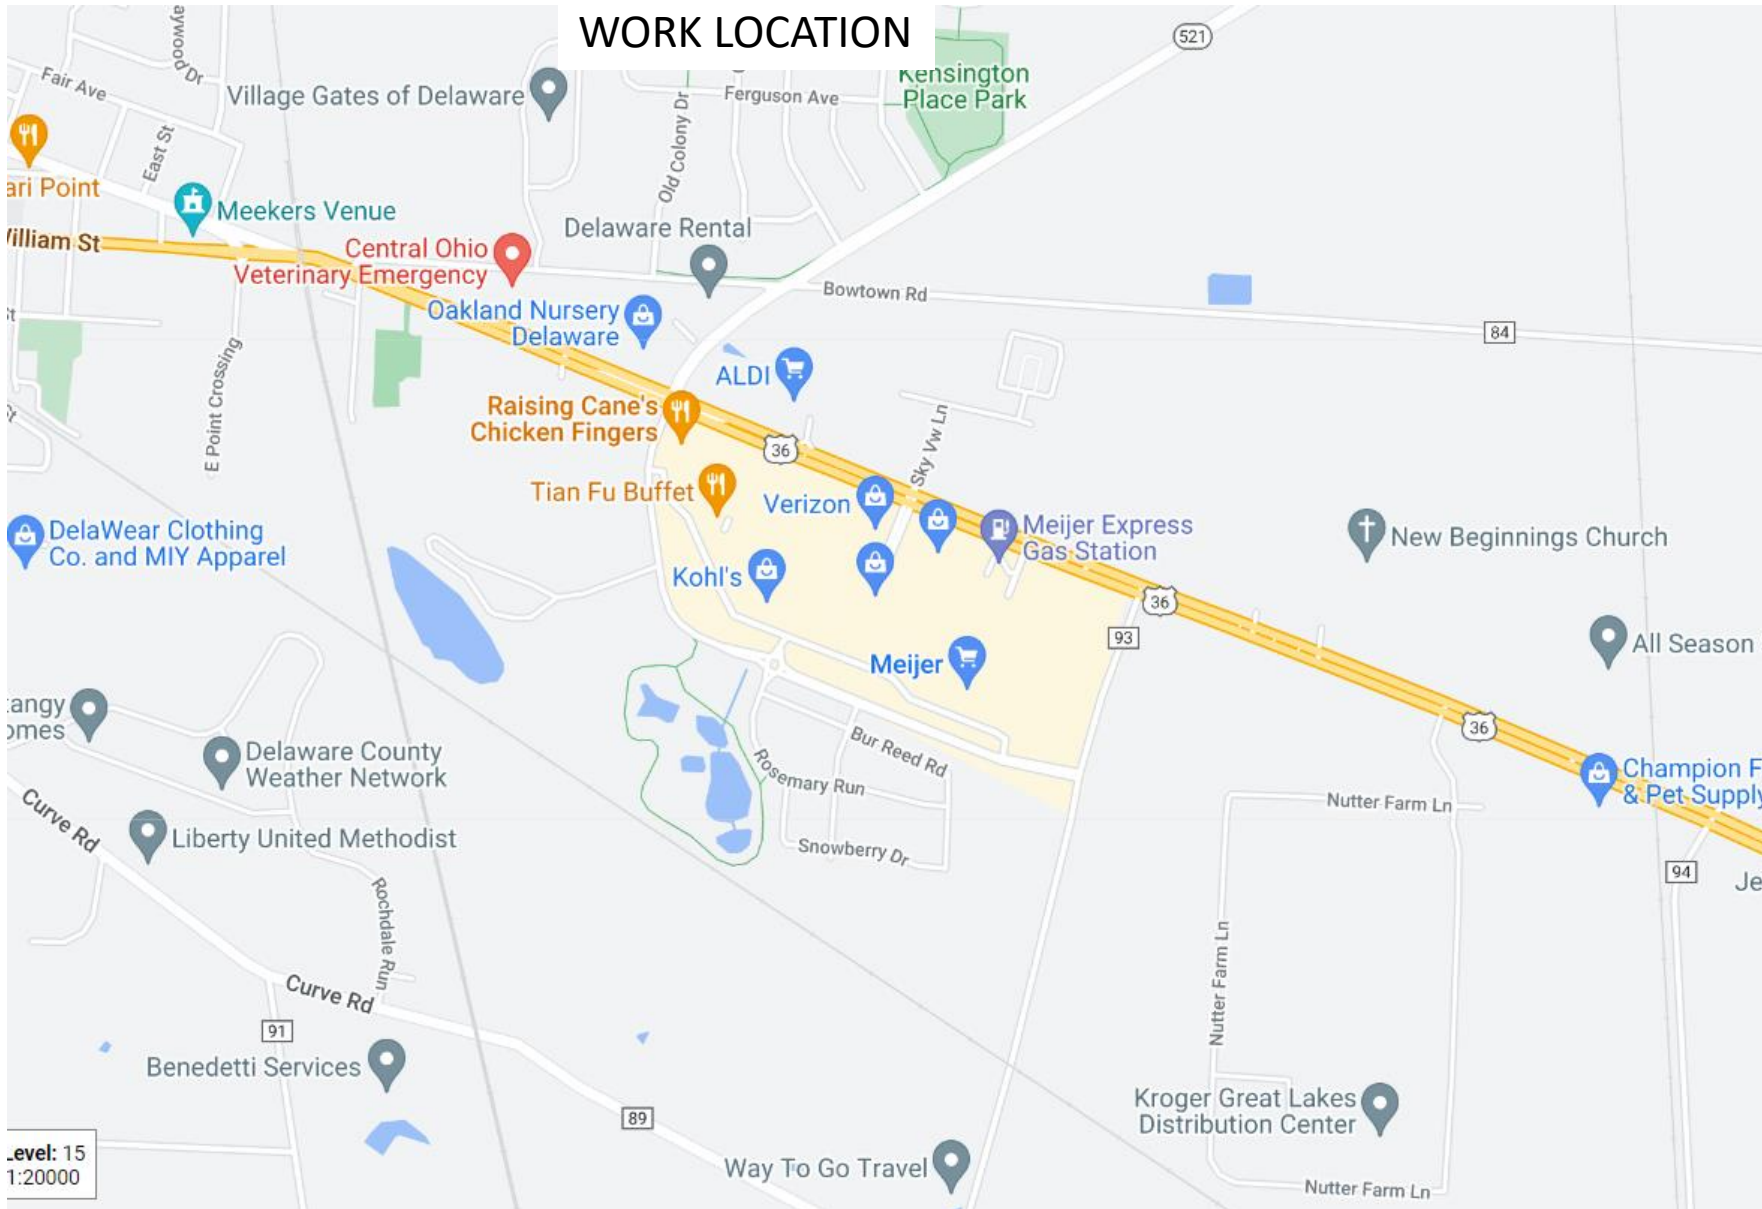 WORK LOCATION
521
Kensington
Place Park
Fair Ave
Village Gates of Delaware
Ferguson Ave
Old Colony Dr
East St
ari Point
Meekers Venue
William St
Central Ohio
Veterinary Emergency
Delaware Rental
Bowtown Rd
84
Oakland Nursery
Delaware
ALDI
E Point Crossing
Raising Cane's
Chicken Fingers
36
Sky Vw Ln
Tian Fu Buffet
Verizon
Meijer Express
Gas Station
New Beginnings Church
DelaWear Clothing
Co. and MIY Apparel
Kohl's
36
93
All Season
Meijer
tangy
omes
Delaware County
Weather Network
Bur Reed Rd
Rosemary Run
36
Champion F
& Pet Supply
Nutter Farm Ln
Curve Rd
Liberty United Methodist
Snowberry Dr
94
Je
Rochdale Run
Nutter Farm Ln
Curve Rd
91
Benedetti Services
89
Kroger Great Lakes
Distribution Center
Level: 15
1:20000
Way To Go Travel
Nutter Farm Ln